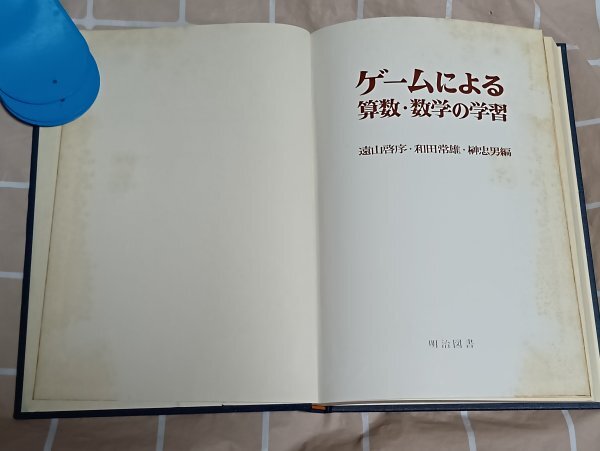 ゲームによる
算数・数学の学習
遠山啓序・和田常雄・榊忠男編
明治図書